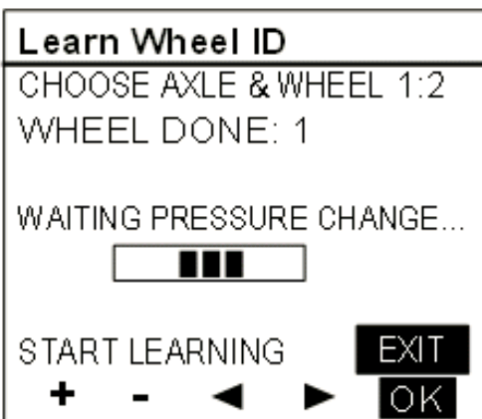 Learn Wheel ID
CHOOSE AXLE & WHEEL 1:2
WHEEL DONE: 1
WAITING PRESSURE CHANGE...
START LEARNING EXIT
+ - ◀ ▶ OK